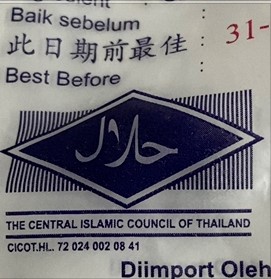 Baik sebelum :
此日期前最佳 : 31-
Best Before :
حلال
THE CENTRAL ISLAMIC COUNCIL OF THAILAND
CICOT.HL. 72 024 002 08 41
Diimport Oleh